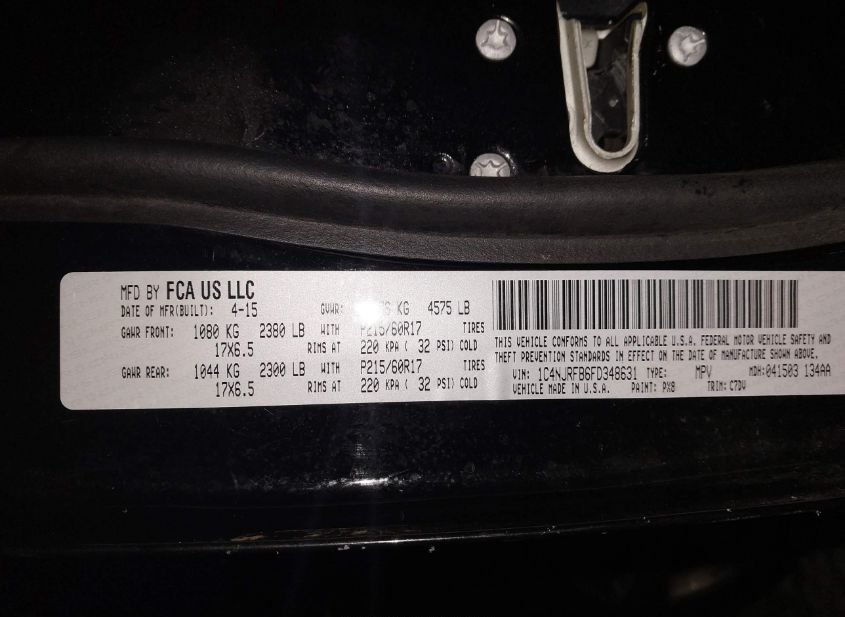 MFD BY FCA US LLC
DATE OF MFR(BUILT): 4-15 GVWR: KG 4575 LB
GAWR FRONT: 1080 KG 2380 LB WITH P215/60R17 TIRES
17X6.5 RIMS AT 220 KPA ( 32 PSI) COLD
GAWR REAR: 1044 KG 2300 LB WITH P215/60R17 TIRES
17X6.5 RIMS AT 220 KPA ( 32 PSI) COLD
THIS VEHICLE CONFORMS TO ALL APPLICABLE U.S.A. FEDERAL MOTOR VEHICLE SAFETY AND
THEFT PREVENTION STANDARDS IN EFFECT ON THE DATE OF MANUFACTURE SHOWN ABOVE.
VIN: 1C4NJRFB6FD348631 TYPE: MPV MDH:041503 134AA
VEHICLE MADE IN U.S.A. PAINT: PX8 TRIM: C7DV